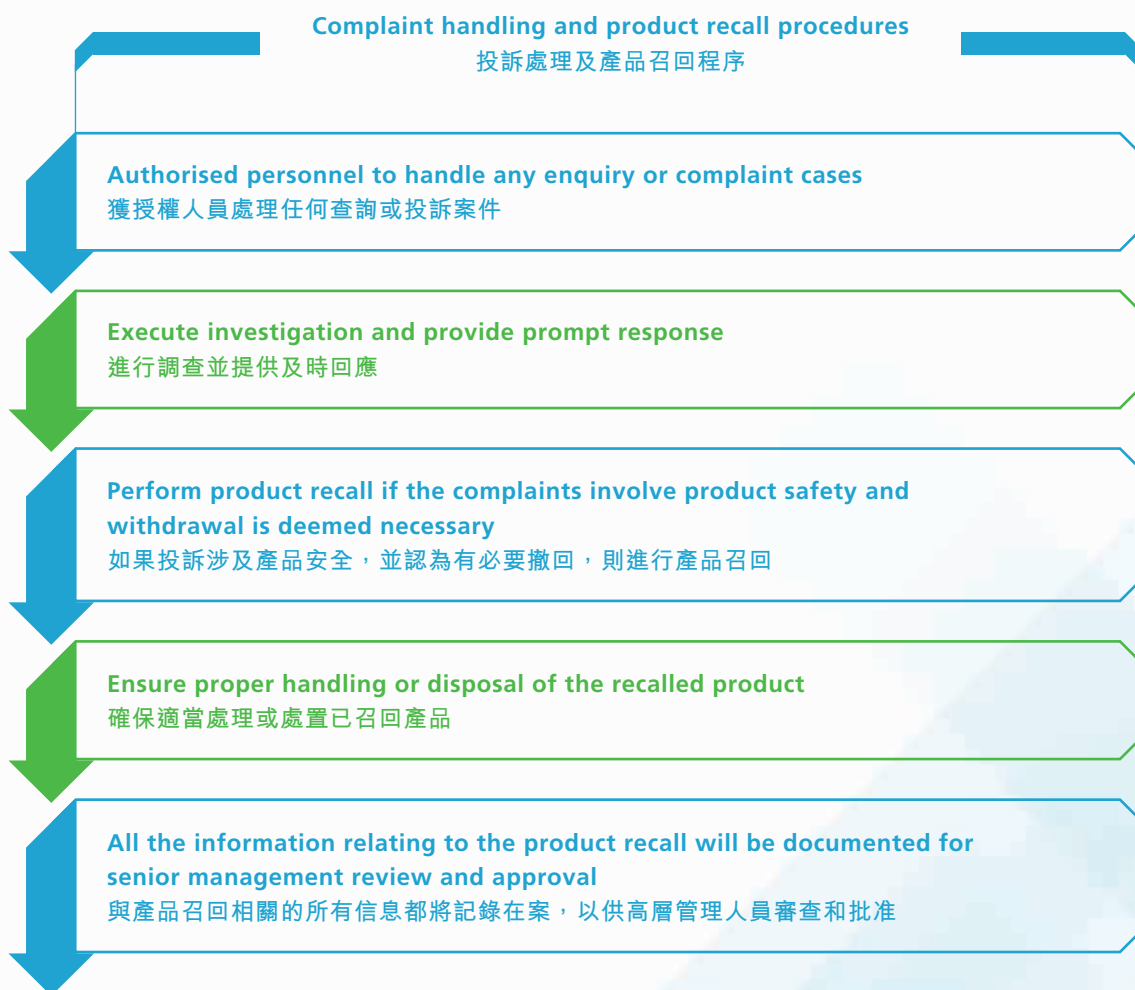 Complaint handling and product recall procedures
投訴處理及產品召回程序
Authorised personnel to handle any enquiry or complaint cases
獲授權人員處理任何查詢或投訴案件
Execute investigation and provide prompt response
進行調查並提供及時回應
Perform product recall if the complaints involve product safety and
withdrawal is deemed necessary
如果投訴涉及產品安全，並認為有必要撤回，則進行產品召回
Ensure proper handling or disposal of the recalled product
確保適當處理或處置已召回產品
All the information relating to the product recall will be documented for
senior management review and approval
與產品召回相關的所有信息都將記錄在案，以供高層管理人員審查和批准